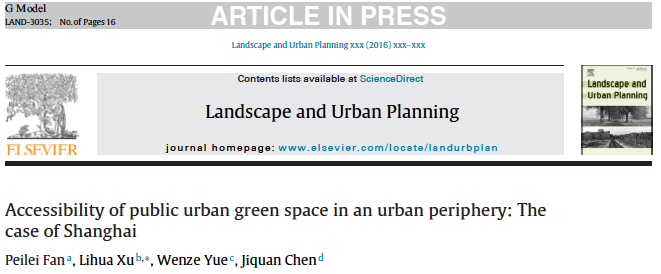 G Model
LAND-3035; No. of Pages 16
ARTICLE IN PRESS
Landscape and Urban Planning xxx (2016) xxx–xxx
Contents lists available at ScienceDirect
Landscape and Urban Planning
journal homepage: www.elsevier.com/locate/landurbplan
ELSEVIER
Landscape and
Urban Planning
Accessibility of public urban green space in an urban periphery: The
case of Shanghai
Peilei Fan a, Lihua Xu b,∗, Wenze Yue c, Jiquan Chen d